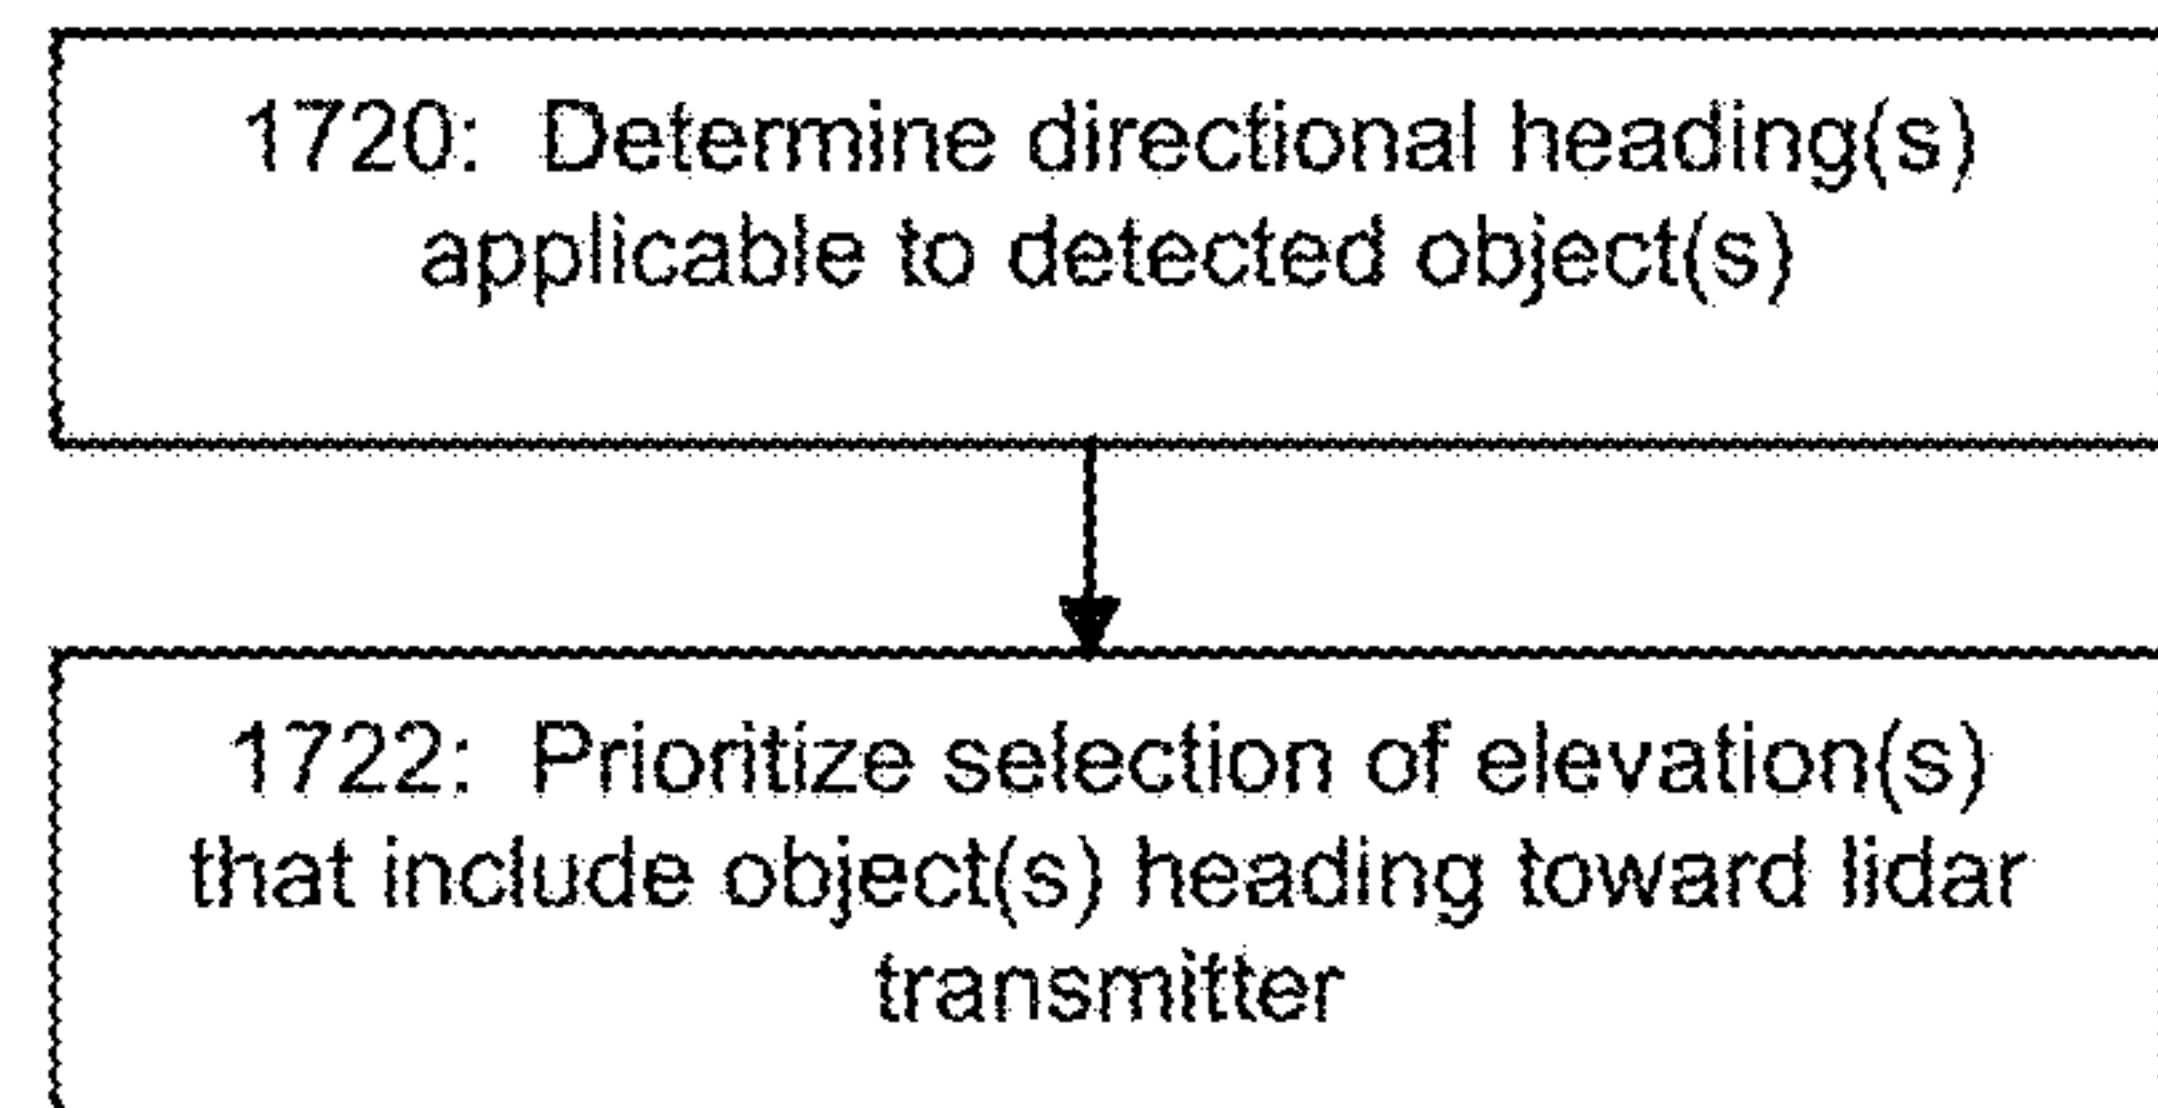 1720: Determine directional heading(s)
applicable to detected object(s)
1722: Prioritize selection of elevation(s)
that include object(s) heading toward lidar
transmitter